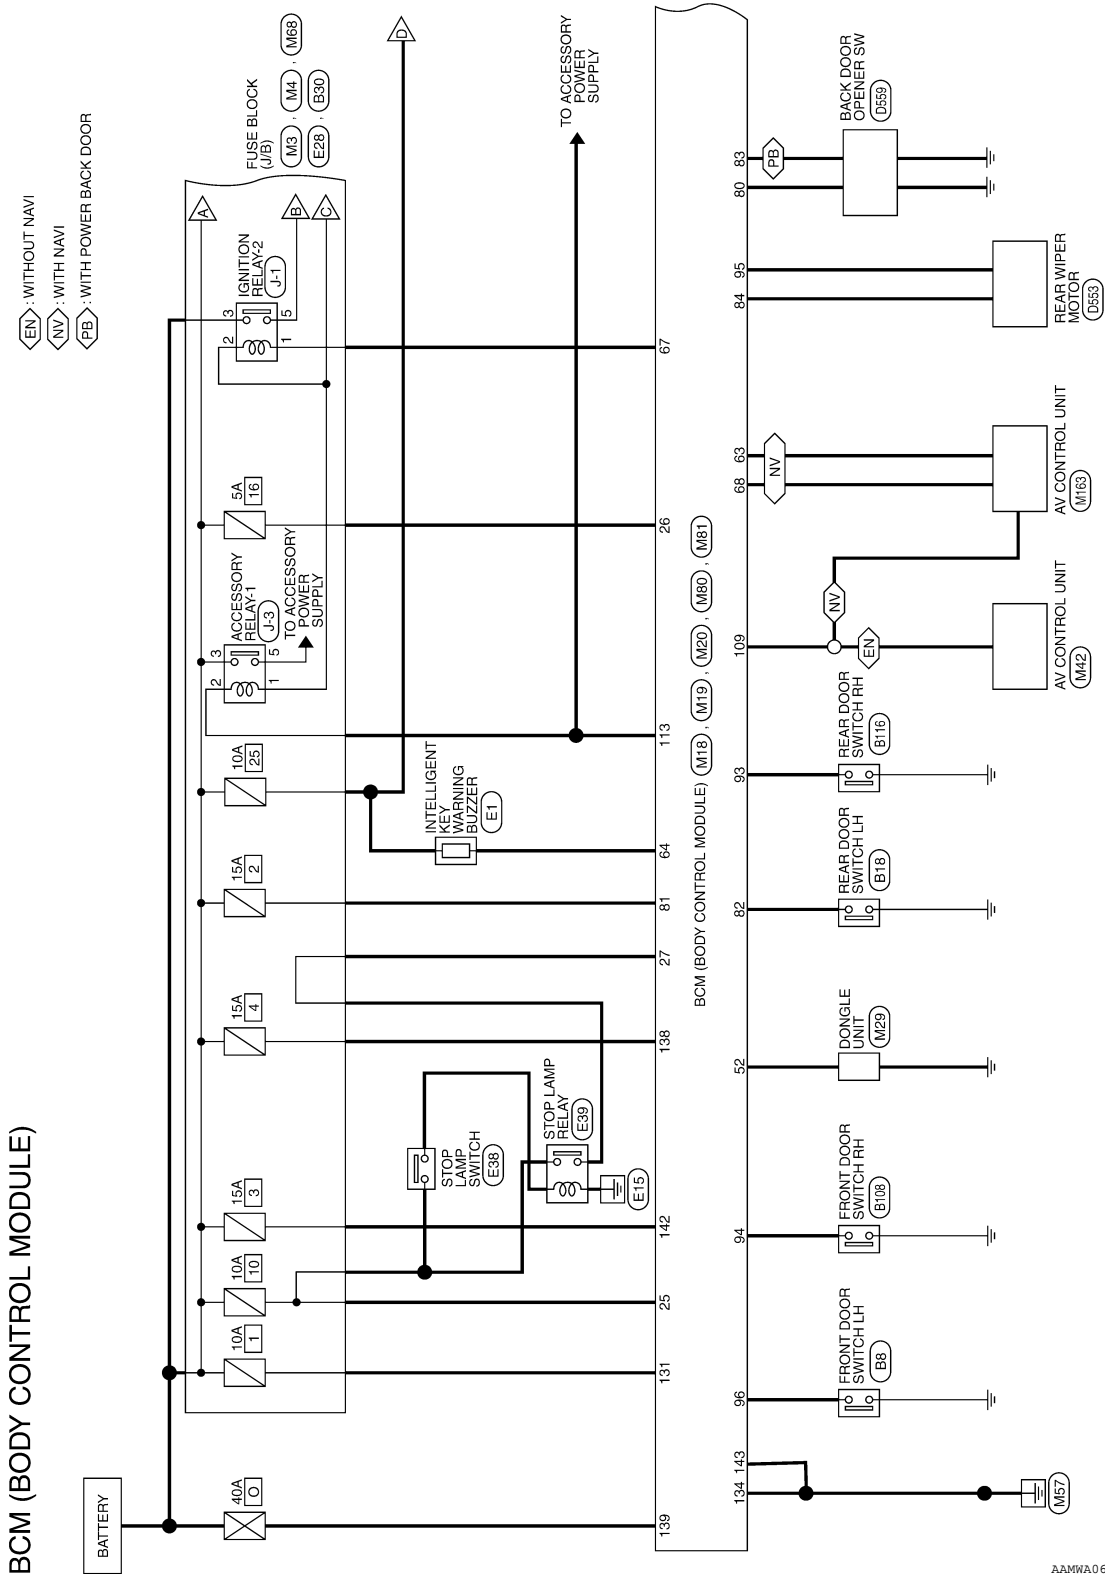 BCM (BODY CONTROL MODULE)
EN : WITHOUT NAVI
NV : WITH NAVI
PB : WITH POWER BACK DOOR
BATTERY
40A
O
10A
1
10A
10
15A
3
15A
4
15A
2
10A
25
ACCESSORY
RELAY-1
J-3
3
2
5
1
TO ACCESSORY
POWER
SUPPLY
5A
16
IGNITION
RELAY-2
J-1
3
2
5
1
A
B
C
FUSE BLOCK
(J/B)
M3 , M4 , M68
E28 , B30
D
STOP
LAMP
SWITCH
E38
STOP LAMP
RELAY
E39
E15
INTELLIGENT
KEY
WARNING
BUZZER
E1
TO ACCESSORY
POWER
SUPPLY
139
131
25
142
138
27
81
64
113
26
67
BCM (BODY CONTROL MODULE) M18 , M19 , M20 , M80 , M81
134
143
96
94
52
82
93
109
68
63
84
95
80
83
M57
FRONT DOOR
SWITCH LH
B8
FRONT DOOR
SWITCH RH
B108
DONGLE
UNIT
M29
REAR DOOR
SWITCH LH
B18
REAR DOOR
SWITCH RH
B116
EN
NV
AV CONTROL UNIT
M42
NV
AV CONTROL UNIT
M163
REAR WIPER
MOTOR
D553
PB
BACK DOOR
OPENER SW
D559
AAMWA06